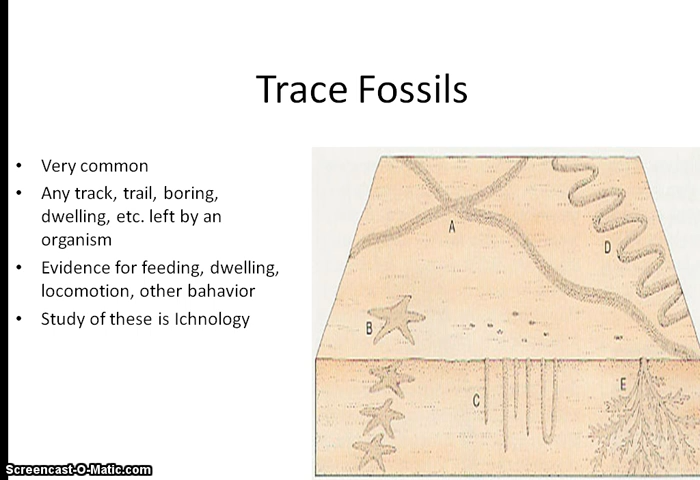 Trace Fossils
• Very common
• Any track, trail, boring,
dwelling, etc. left by an
organism
• Evidence for feeding, dwelling,
locomotion, other bahavior
• Study of these is Ichnology
A
D
B
C
E
Screencast-O-Matic.com